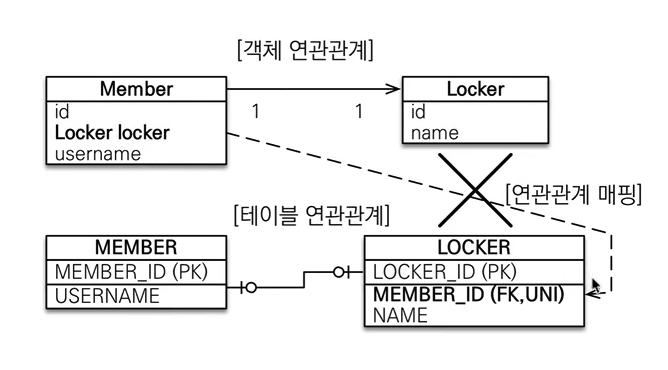 [객체 연관관계]
Member
id
Locker locker
username
1
1
Locker
id
name
[연관관계 매핑]
[테이블 연관관계]
MEMBER
MEMBER_ID (PK)
USERNAME
LOCKER
LOCKER_ID (PK)
MEMBER_ID (FK,UNI)
NAME